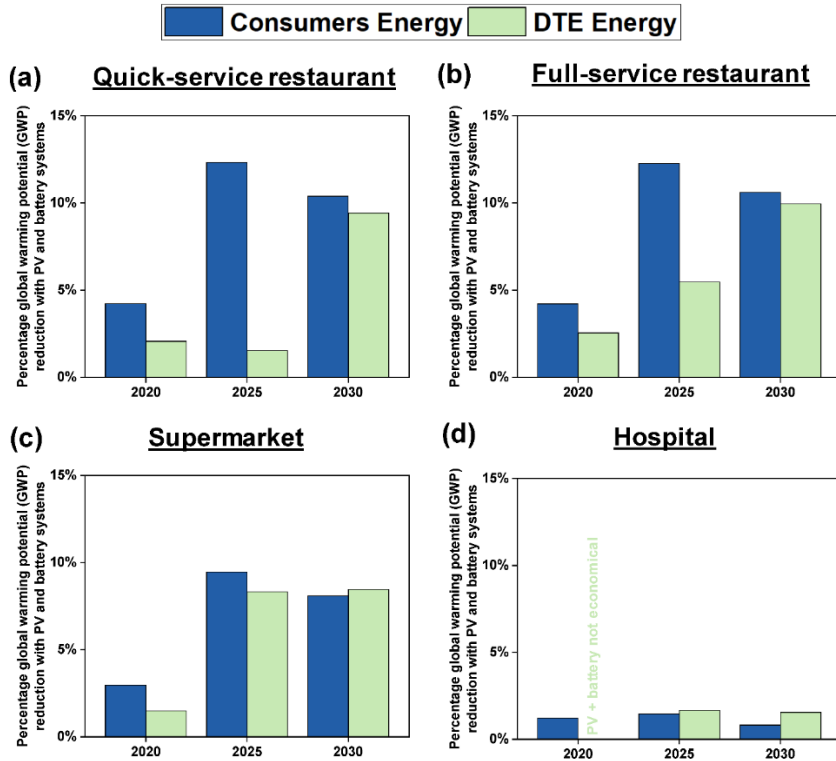 Consumers Energy DTE Energy
(a) Quick-service restaurant
Percentage global warming potential (GWP)
reduction with PV and battery systems
15%
10%
5%
0%
2020 2025 2030
(b) Full-service restaurant
Percentage global warming potential (GWP)
reduction with PV and battery systems
15%
10%
5%
0%
2020 2025 2030
(c) Supermarket
Percentage global warming potential (GWP)
reduction with PV and battery systems
15%
10%
5%
0%
2020 2025 2030
(d) Hospital
Percentage global warming potential (GWP)
reduction with PV and battery systems
15%
10%
5%
0%
PV + battery not economical
2020 2025 2030